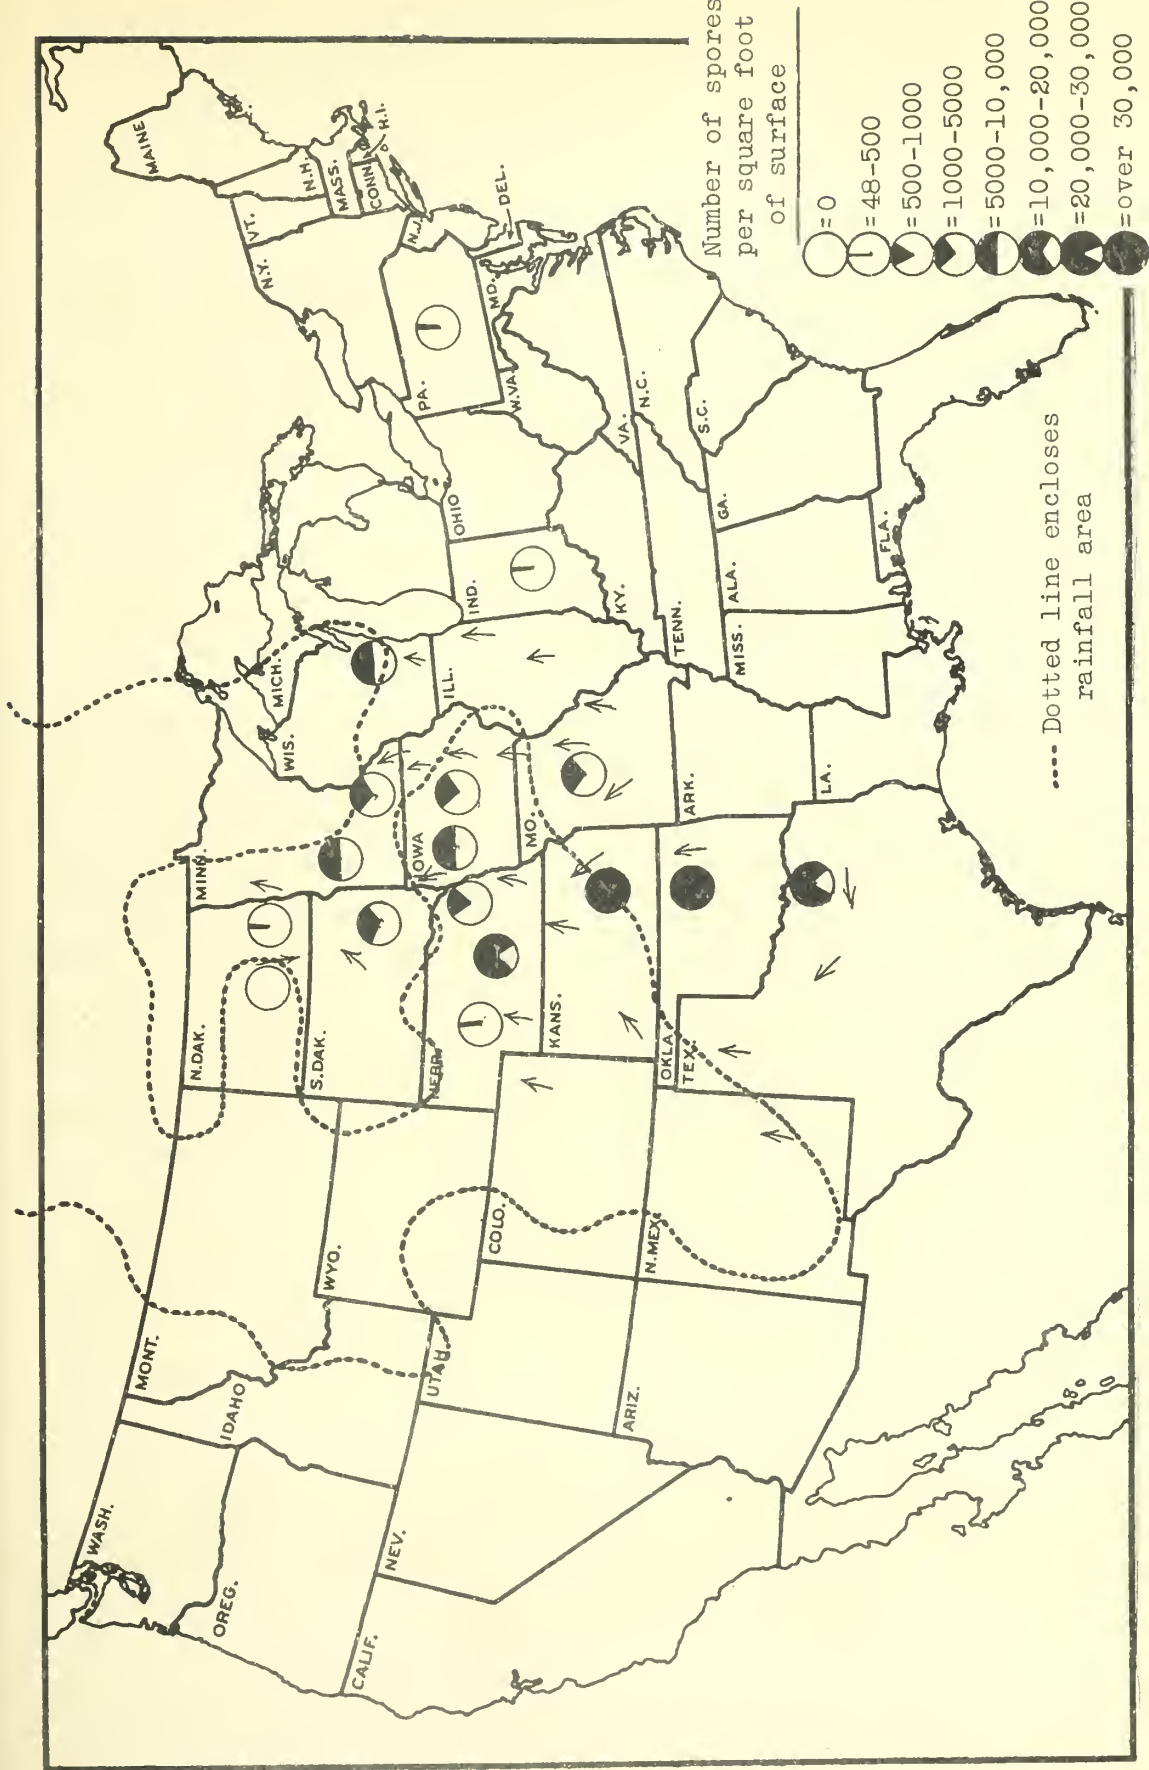 WASH.
OREG.
CALIF.
NEV.
IDAHO
MONT.
WYO.
UTAH
ARIZ.
COLO.
N.MEX.
N.DAK.
S.DAK.
NEBR.
KANS.
OKLA.
TEX.
MINN.
IOWA
MO.
ARK.
LA.
WIS.
MICH.
ILL.
IND.
OHIO
KY.
TENN.
MISS.
ALA.
GA.
FLA.
S.C.
N.C.
VA.
W.VA.
MD.
DEL.
PA.
N.J.
N.Y.
VT.
N.H.
MAINE
MASS.
CONN.
Number of spores
per square foot
of surface
=0
=48-500
=500-1000
=1000-5000
=5000-10,000
=10,000-20,000
=20,000-30,000
=over 30,000
Dotted line encloses
rainfall area